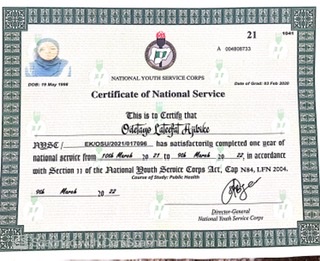 21
1941
A 004808733
NATIONAL YOUTH SERVICE CORPS
DOB: 19 May 1998
Date of Grad: 03 Feb 2020
Certificate of National Service
This is to Certify that
Odetayo Lateefat Ajibice
NYSC/ EK/OSU/2021/017096 has satisfactorily completed one year of
national service from 10th March 20 21 to 9th March 20 22, in accordance
with Section 11 of the National Youth Service Corps Act, Cap N84, LFN 2004.
Course of Study: Public Health
9th March 20 22
Director-General
National Youth Service Corps